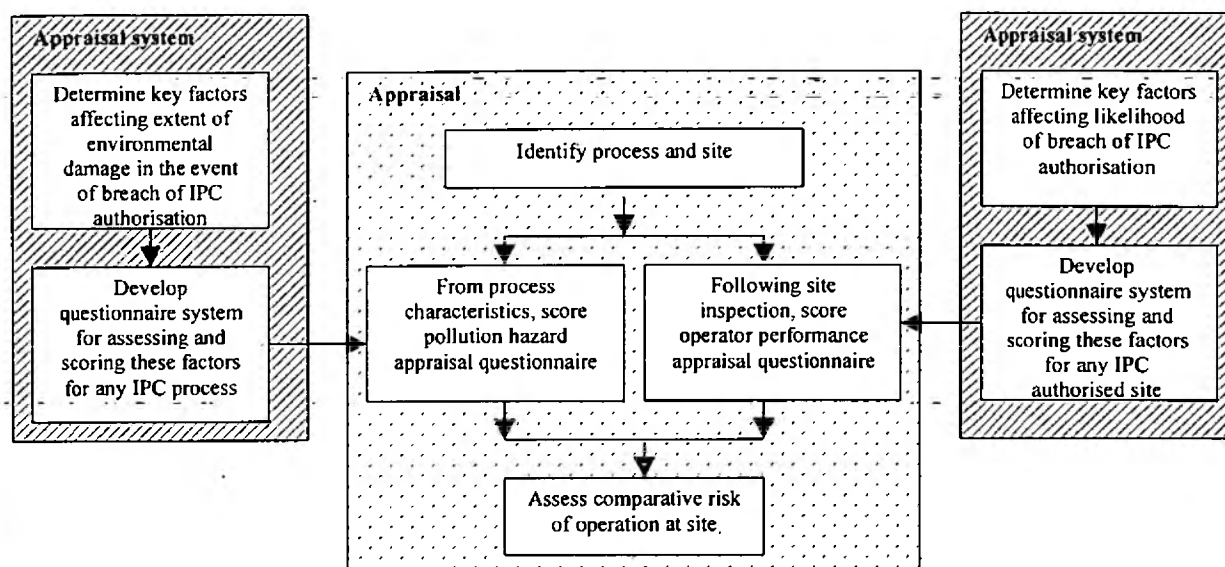 Appraisal system
Determine key factors
affecting extent of
environmental
damage in the event
of breach of IPC
authorisation
Develop
questionnaire system
for assessing and
scoring these factors
for any IPC process
Appraisal
Identify process and site
From process
characteristics, score
pollution hazard
appraisal questionnaire
Following site
inspection, score
operator performance
appraisal questionnaire
Assess comparative risk
of operation at site
Appraisal system
Determine key factors
affecting likelihood
of breach of IPC
authorisation
Develop
questionnaire system
for assessing and
scoring these factors
for any IPC
authorised site